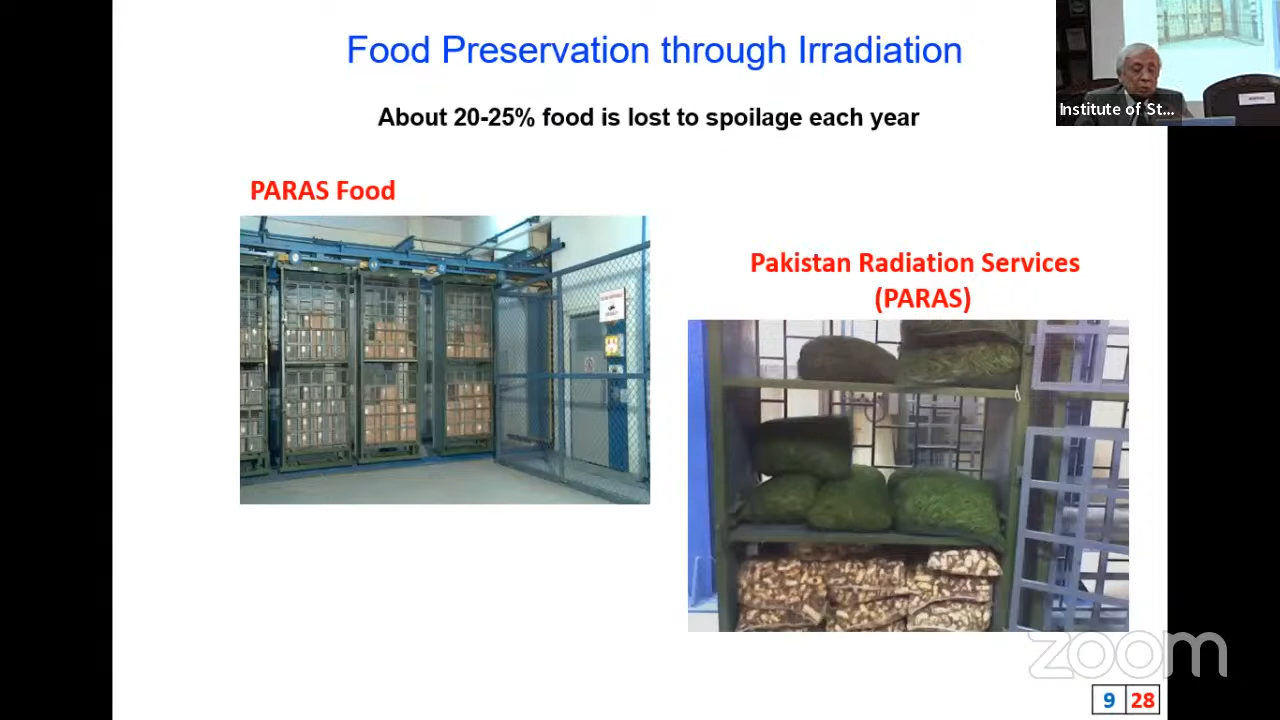 Food Preservation through Irradiation
About 20-25% food is lost to spoilage each year
Institute of St...
PARAS Food
Pakistan Radiation Services
(PARAS)
zoom
9 28